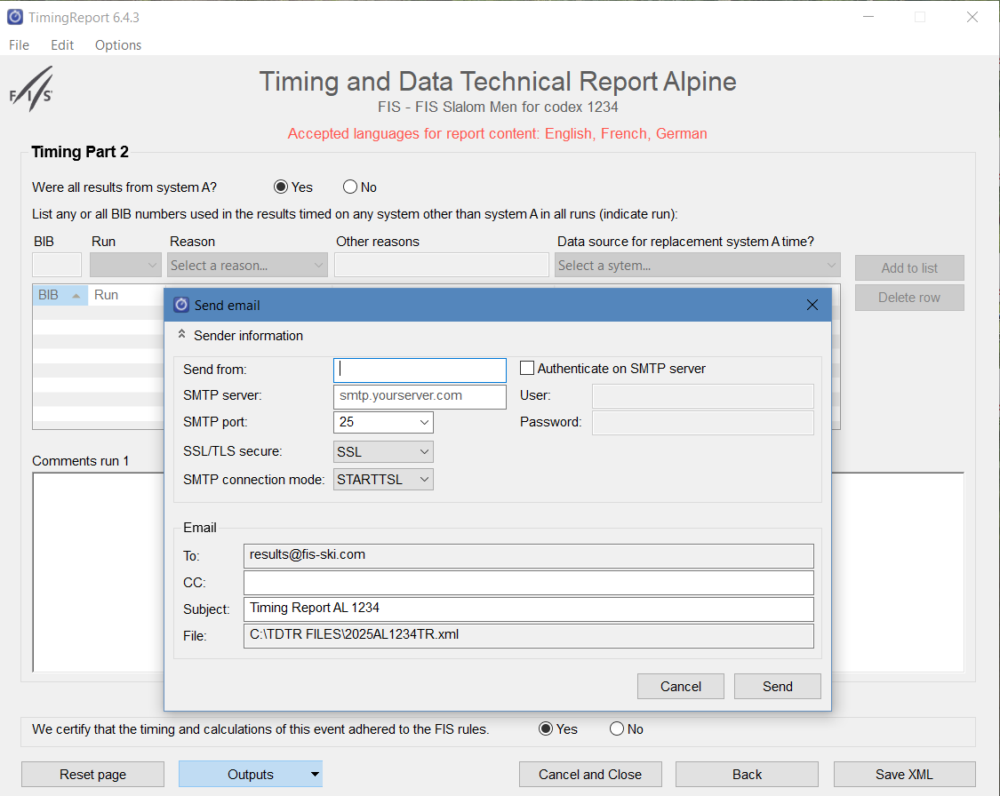 TimingReport 6.4.3
File Edit Options
FIS
Timing and Data Technical Report Alpine
FIS - FIS Slalom Men for codex 1234
Accepted languages for report content: English, French, German
Timing Part 2
Were all results from system A? Yes No
List any or all BIB numbers used in the results timed on any system other than system A in all runs (indicate run):
BIB Run Reason Other reasons Data source for replacement system A time?
Select a reason... Select a sytem... Add to list
BIB Run Delete row
Send email
Sender information
Send from: Authenticate on SMTP server
SMTP server: smtp.yourserver.com User:
SMTP port: 25 Password:
SSL/TLS secure: SSL
Comments run 1
SMTP connection mode: STARTTSL
Email
To: results@fis-ski.com
CC:
Subject: Timing Report AL 1234
File: C:\TDTR FILES\2025AL1234TR.xml
Cancel Send
We certify that the timing and calculations of this event adhered to the FIS rules. Yes No
Reset page Outputs Cancel and Close Back Save XML